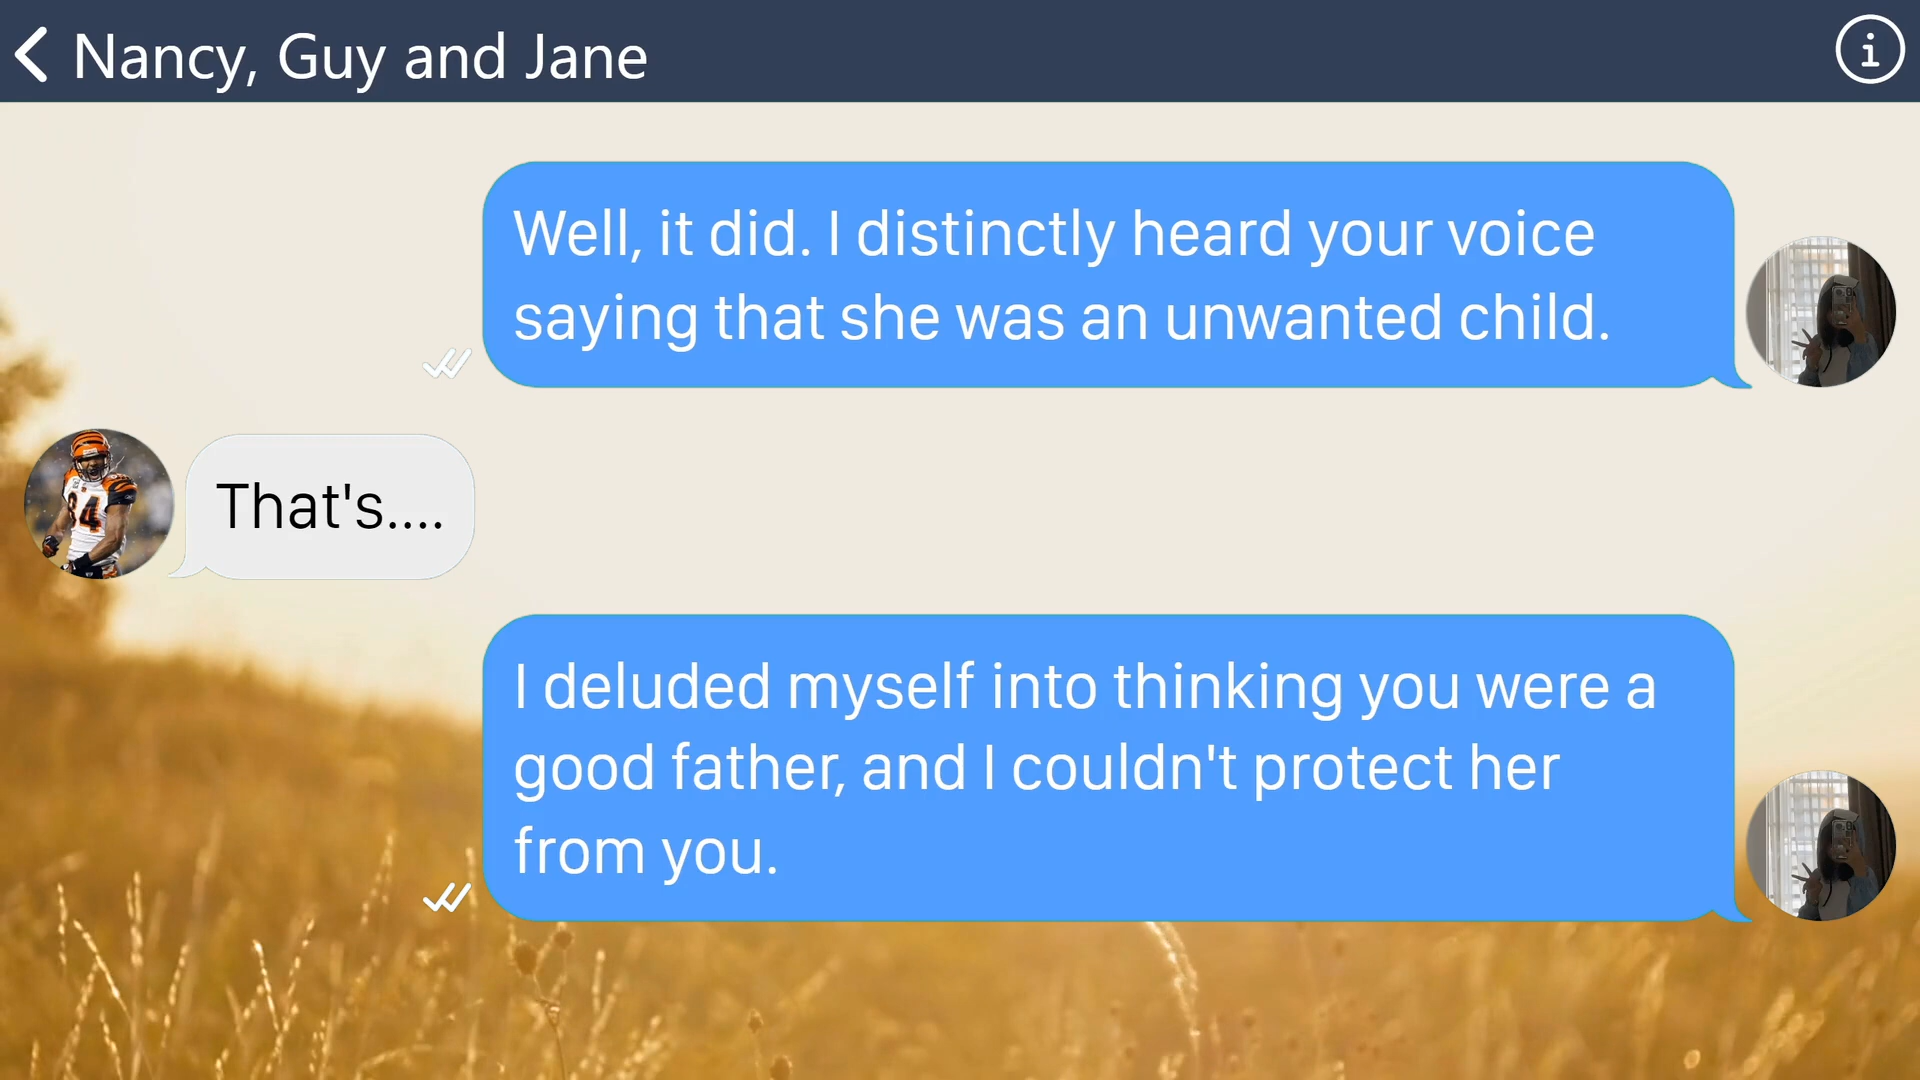 Nancy, Guy and Jane
Well, it did. I distinctly heard your voice
saying that she was an unwanted child.
84
That's....
I deluded myself into thinking you were a
good father, and I couldn't protect her
from you.